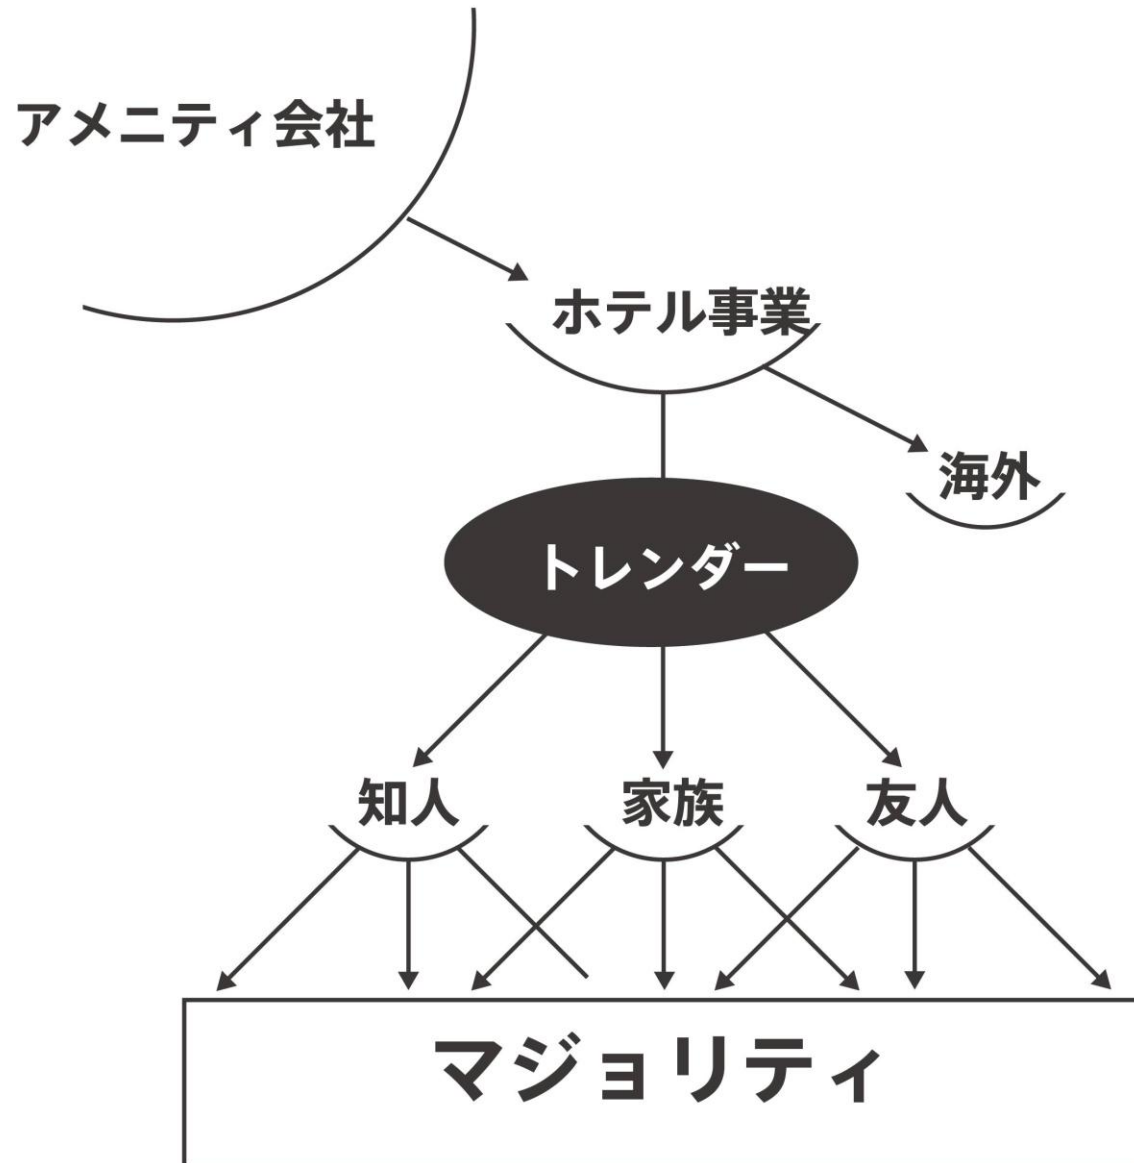 アメニティ会社
ホテル事業
海外
トレンダー
知人
家族
友人
マジョリティ